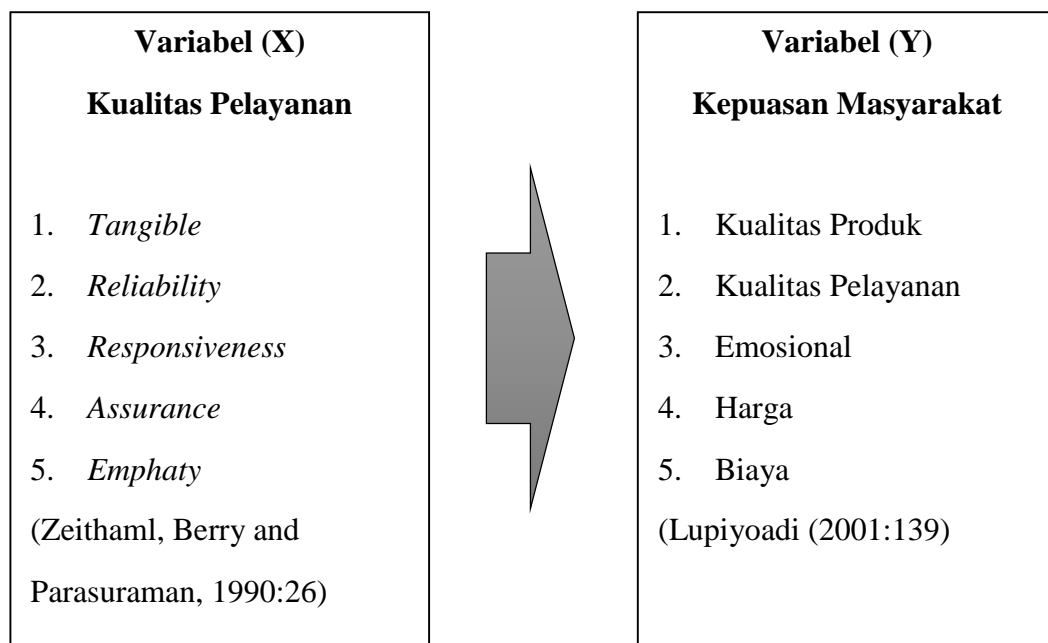 Variabel (X)
Kualitas Pelayanan
1. Tangible
2. Reliability
3. Responsiveness
4. Assurance
5. Emphaty
(Zeithaml, Berry and
Parasuraman, 1990:26)
Variabel (Y)
Kepuasan Masyarakat
1. Kualitas Produk
2. Kualitas Pelayanan
3. Emosional
4. Harga
5. Biaya
(Lupiyoadi (2001:139)